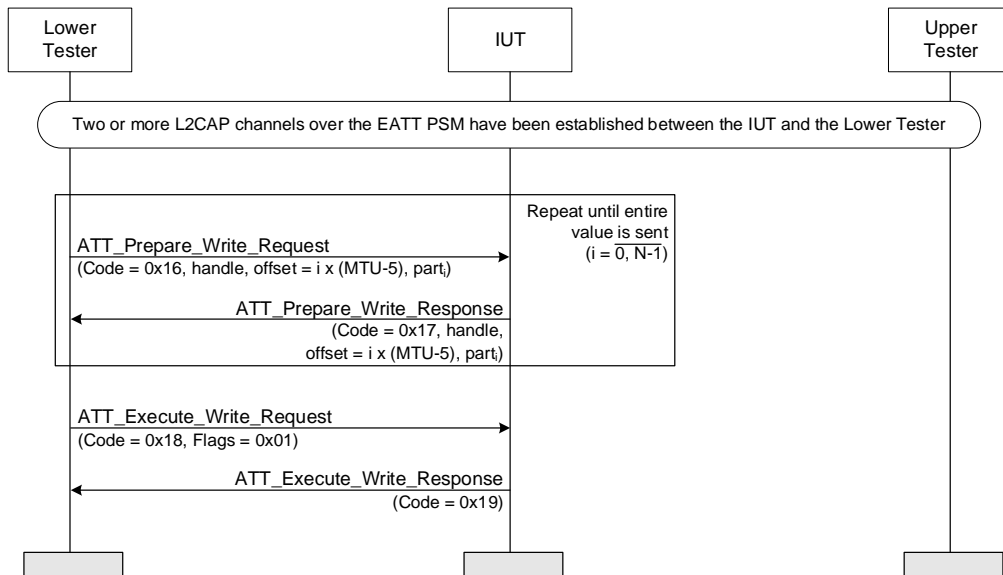 Lower
Tester
IUT
Upper
Tester
Two or more L2CAP channels over the EATT PSM have been established between the IUT and the Lower Tester
Repeat until entire
value is sent
(i = 0, N-1)
ATT_Prepare_Write_Request
(Code = 0x16, handle, offset = i x (MTU-5), partᵢ)
ATT_Prepare_Write_Response
(Code = 0x17, handle,
offset = i x (MTU-5), partᵢ)
ATT_Execute_Write_Request
(Code = 0x18, Flags = 0x01)
ATT_Execute_Write_Response
(Code = 0x19)